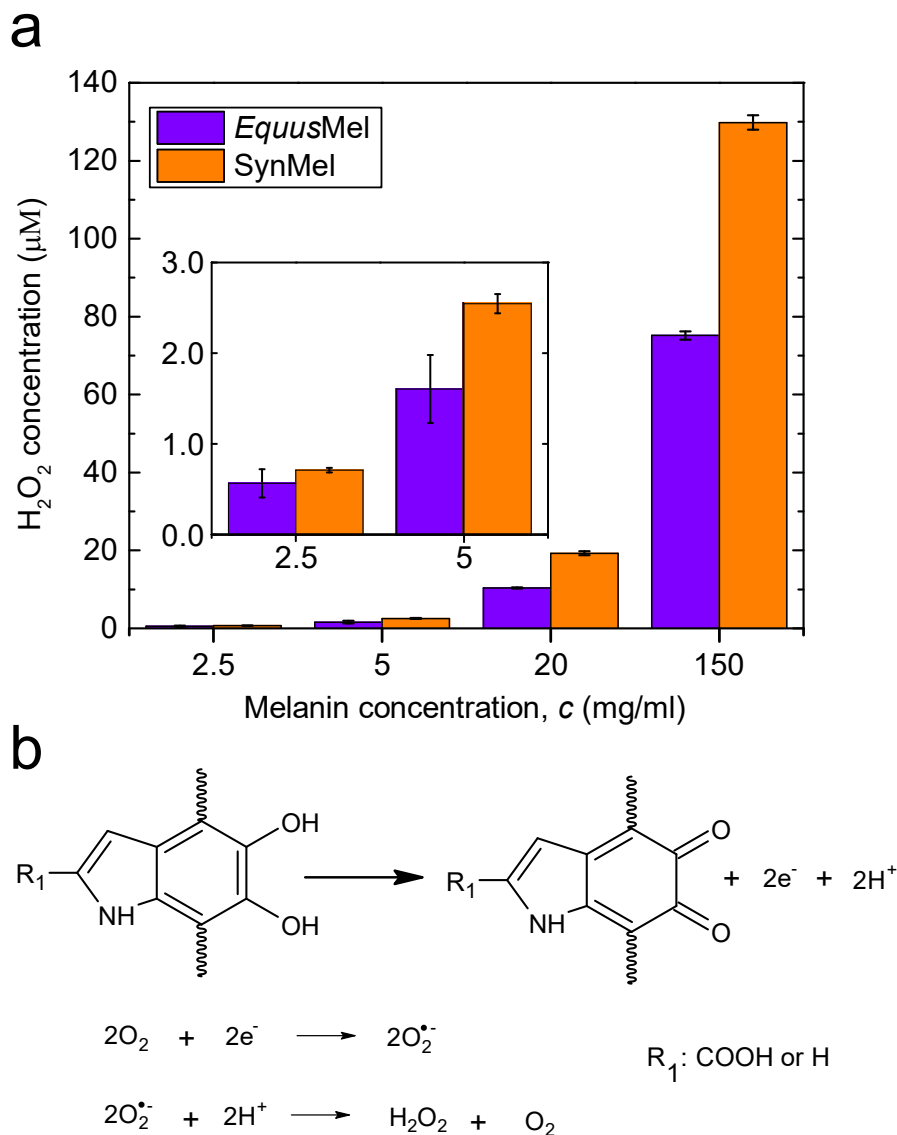 a
140
120
100
80
60
40
20
0
H₂O₂ concentration (μM)
EquusMel
SynMel
3.0
2.0
1.0
0.0
2.5 5
2.5 5 20 150
Melanin concentration, c (mg/ml)
b
R₁ NH OH OH
R₁ NH O O + 2e⁻ + 2H⁺
2O₂ + 2e⁻ → 2O₂•⁻
R₁: COOH or H
2O₂•⁻ + 2H⁺ → H₂O₂ + O₂